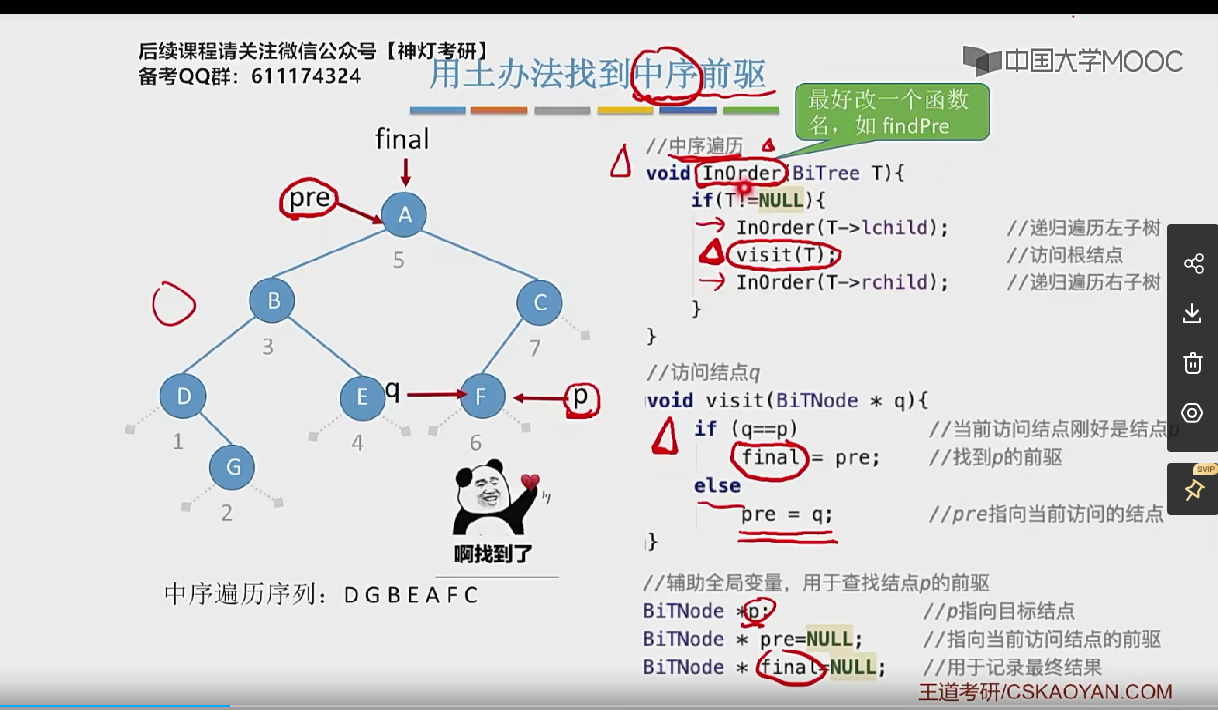 后续课程请关注微信公众号【神灯考研】
备考QQ群：611174324
用土办法找到中序前驱
中国大学MOOC
最好改一个函数
名，如 findPre
final
pre
A
5
B
3
C
7
D
1
E
4
q
F
6
p
G
2
ly
啊找到了
中序遍历序列：D G B E A F C
//中序遍历
void InOrder(BiTree T){
if(T!=NULL){
InOrder(T->lchild); //递归遍历左子树
visit(T); //访问根结点
InOrder(T->rchild); //递归遍历右子树
}
}
//访问结点q
void visit(BiTNode * q){
if (q==p) //当前访问结点刚好是结点p
final = pre; //找到p的前驱
else
pre = q; //pre指向当前访问的结点
}
//辅助全局变量，用于查找结点p的前驱
BiTNode *p; //p指向目标结点
BiTNode * pre=NULL; //指向当前访问结点的前驱
BiTNode * final=NULL; //用于记录最终结果
王道考研/CSKAOYAN.COM
SVIP